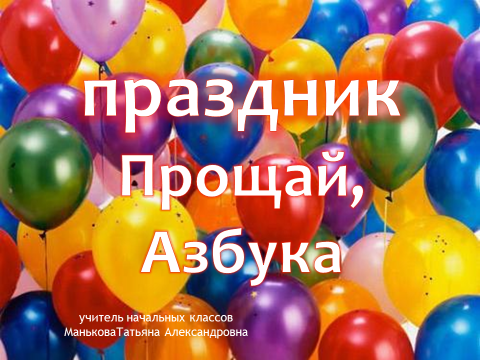 праздник
Прощай,
Азбука
учитель начальных классов
МаньковаТатьяна Александровна